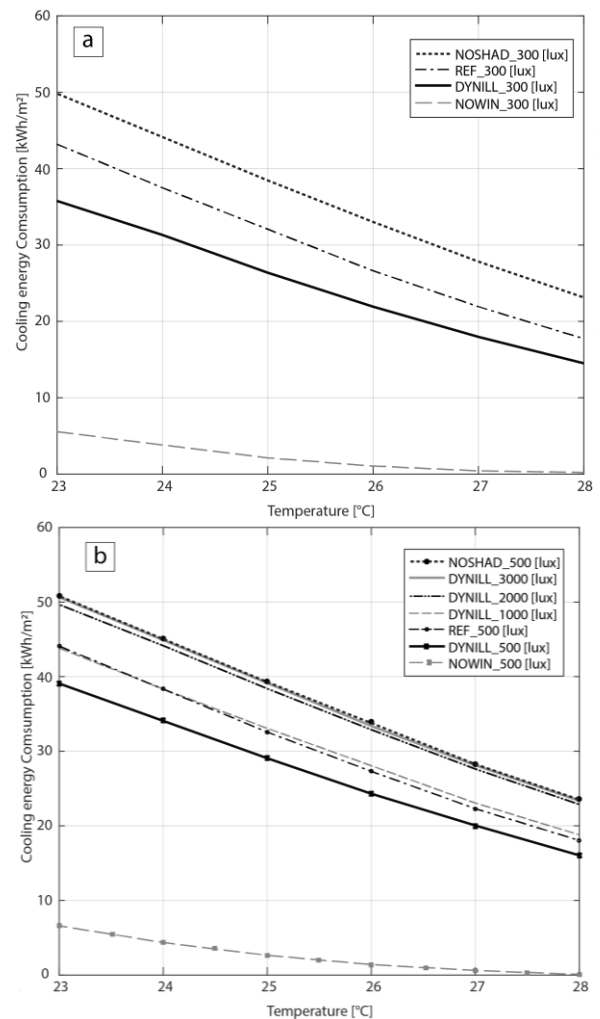 a
NOSHAD_300 [lux]
REF_300 [lux]
DYNILL_300 [lux]
NOWIN_300 [lux]
Cooling energy Comsumption [kWh/m²]
60
50
40
30
20
10
0
23 24 25 26 27 28
Temperature [°C]
b
NOSHAD_500 [lux]
DYNILL_3000 [lux]
DYNILL_2000 [lux]
DYNILL_1000 [lux]
REF_500 [lux]
DYNILL_500 [lux]
NOWIN_500 [lux]
Cooling energy Comsumption [kWh/m²]
60
50
40
30
20
10
0
23 24 25 26 27 28
Temperature [°C]